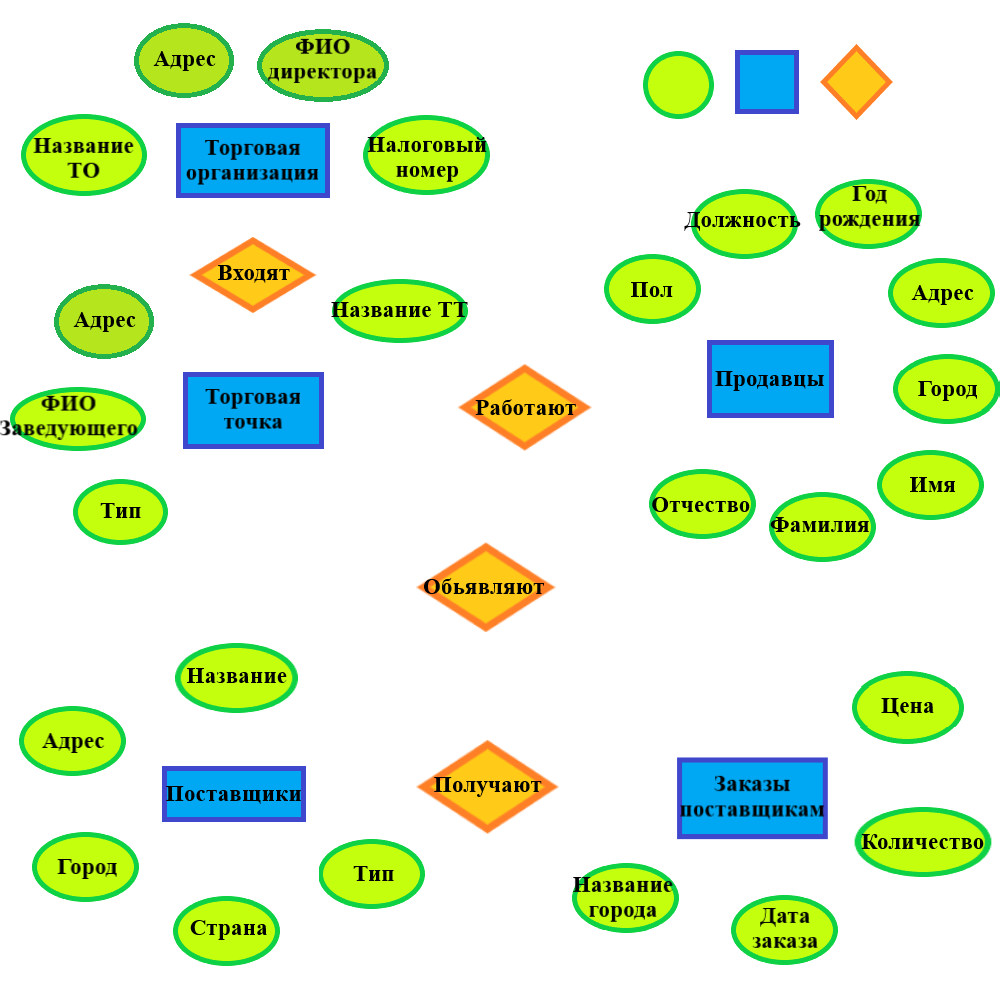 Адрес
ФИО
директора
Название
ТО
Торговая
организация
Налоговый
номер
Должность
Год
рождения
Входят
Пол
Адрес
Адрес
Название ТТ
Продавцы
Город
ФИО
Заведующего
Торговая
точка
Работают
Тип
Отчество
Фамилия
Имя
Обьявляют
Название
Цена
Адрес
Поставщики
Получают
Заказы
поставщикам
Количество
Город
Тип
Название
города
Страна
Дата
заказа